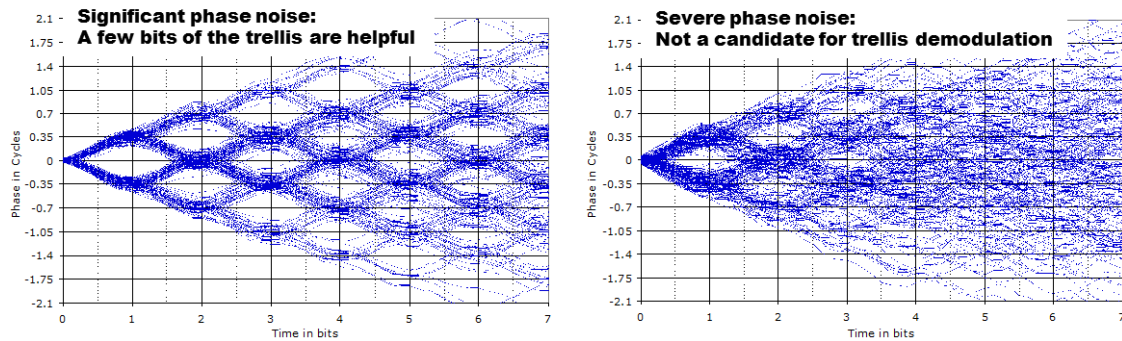 Significant phase noise:
A few bits of the trellis are helpful
2.1
1.75
1.4
1.05
0.7
0.35
0
-0.35
-0.7
-1.05
-1.4
-1.75
-2.1
Phase in Cycles
0 1 2 3 4 5 6 7
Time in bits
Severe phase noise:
Not a candidate for trellis demodulation
2.1
1.75
1.4
1.05
0.7
0.35
0
-0.35
-0.7
-1.05
-1.4
-1.75
-2.1
Phase in Cycles
0 1 2 3 4 5 6 7
Time in bits